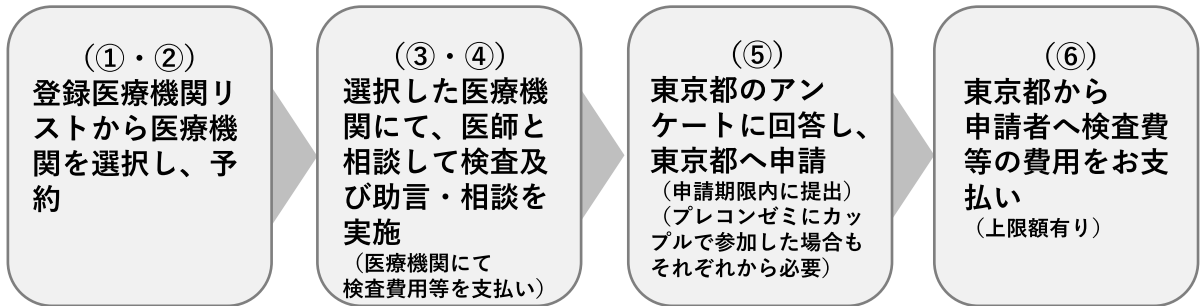 （①・②）
登録医療機関リ
ストから医療機
関を選択し、予
約
（③・④）
選択した医療機
関にて、医師と
相談して検査及
び助言・相談を
実施
（医療機関にて
検査費用等を支払い）
（⑤）
東京都のアン
ケートに回答し、
東京都へ申請
（申請期限内に提出）
（プレコンゼミにカッ
プルで参加した場合も
それぞれから必要）
（⑥）
東京都から
申請者へ検査費
等の費用をお支
払い
（上限額有り）